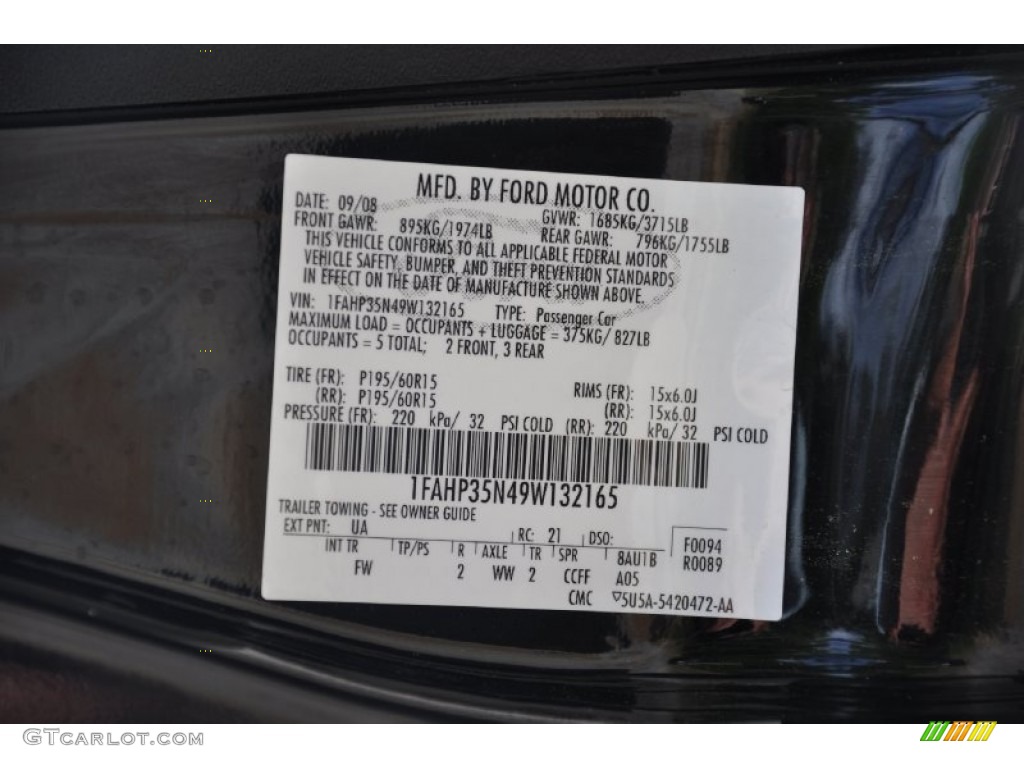 MFD. BY FORD MOTOR CO.
DATE: 09/08 GVWR: 1685KG/3715LB
FRONT GAWR: 895KG/1974LB REAR GAWR: 796KG/1755LB
THIS VEHICLE CONFORMS TO ALL APPLICABLE FEDERAL MOTOR
VEHICLE SAFETY, BUMPER, AND THEFT PREVENTION STANDARDS
IN EFFECT ON THE DATE OF MANUFACTURE SHOWN ABOVE.
VIN: 1FAHP35N49W132165 TYPE: Passenger Car
MAXIMUM LOAD = OCCUPANTS + LUGGAGE = 375KG/ 827LB
OCCUPANTS = 5 TOTAL; 2 FRONT, 3 REAR
TIRE (FR): P195/60R15 RIMS (FR): 15x6.0J
(RR): P195/60R15 (RR): 15x6.0J
PRESSURE (FR): 220 kPa/ 32 PSI COLD (RR): 220 kPa/ 32 PSI COLD
1FAHP35N49W132165
TRAILER TOWING - SEE OWNER GUIDE
EXT PNT: UA RC: 21 DSO: F0094
INT TR TP/PS R AXLE TR SPR 8AU1B R0089
FW 2 WW 2 CCFF A05
CMC ▽5U5A-5420472-AA
GTCarLot.com